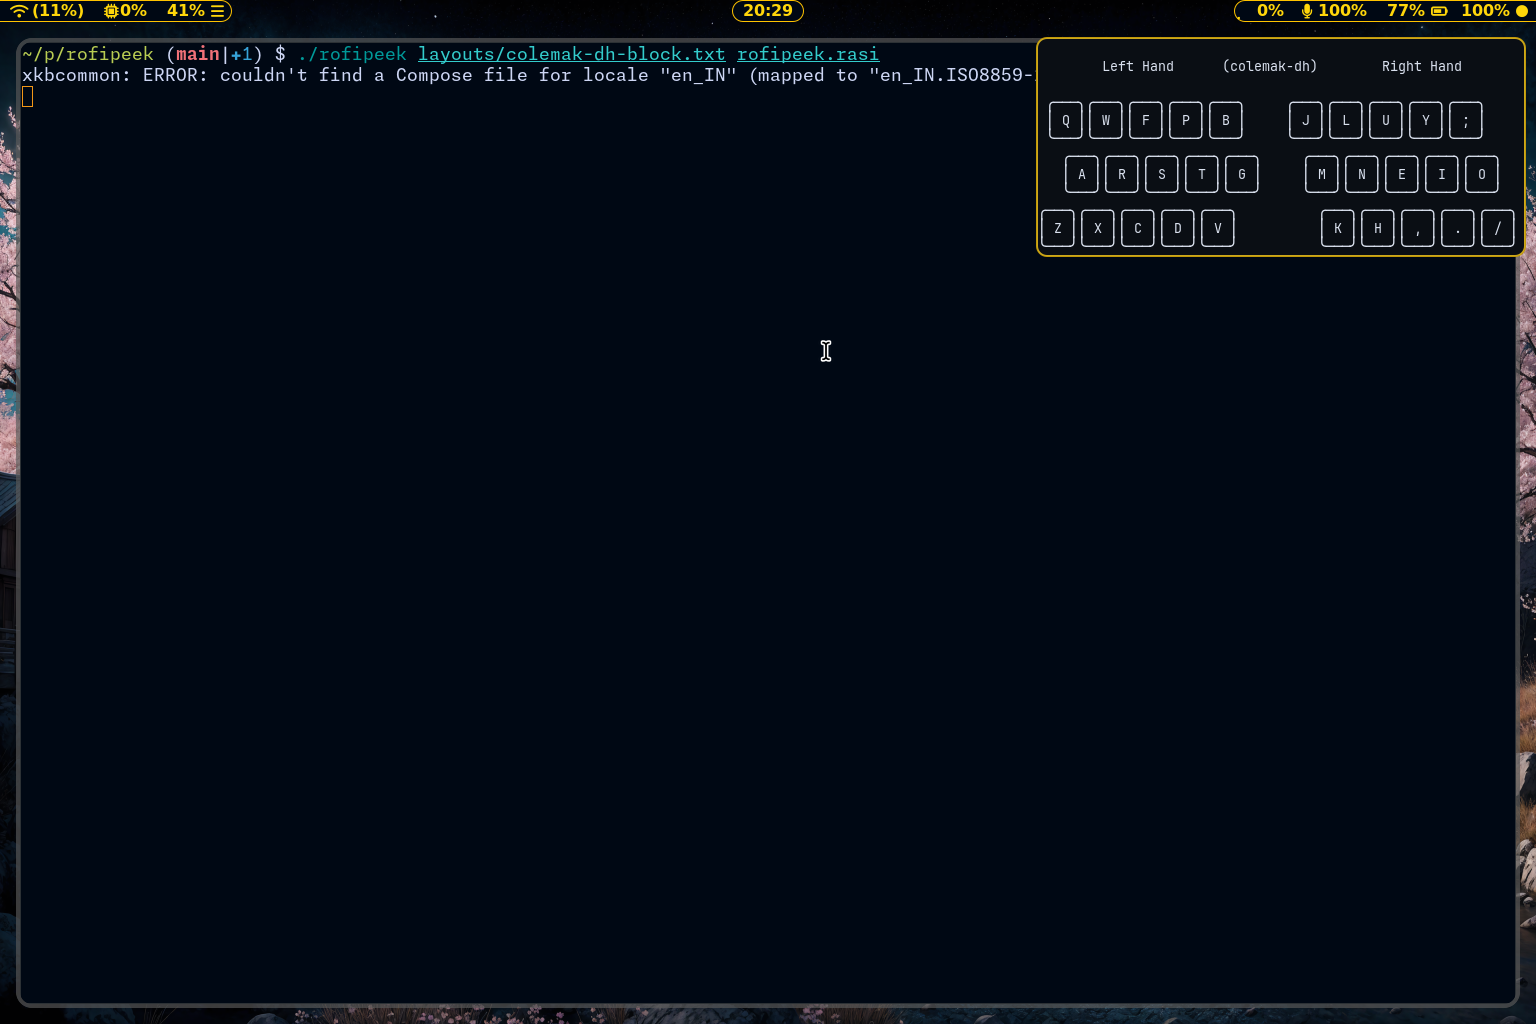 (11%) 0% 41% 20:29 0% 100% 77% 100%
~/p/rofipeek (main|+1) $ ./rofipeek layouts/colemak-dh-block.txt rofipeek.rasi
xkbcommon: ERROR: couldn't find a Compose file for locale "en_IN" (mapped to "en_IN.ISO8859-
Left Hand (colemak-dh) Right Hand
Q W F P B J L U Y ;
A R S T G M N E I O
Z X C D V K H , . /